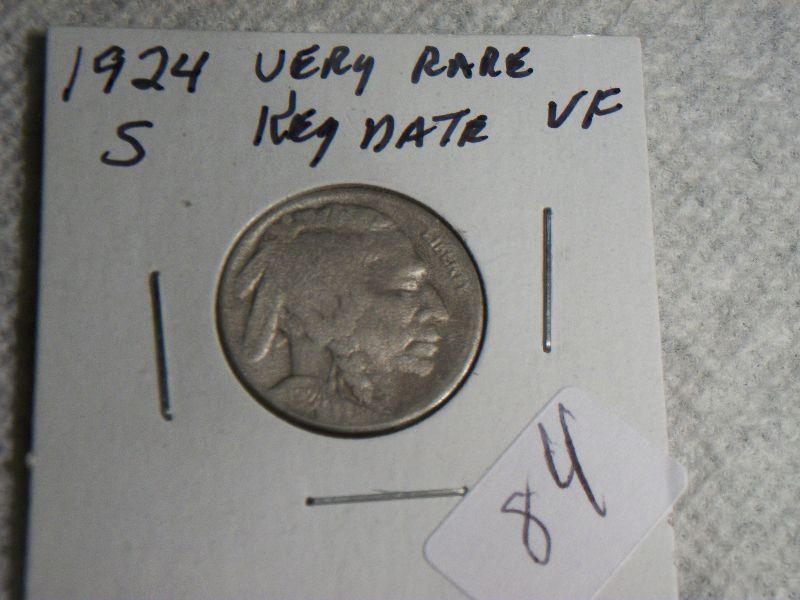 1924 VERY RARE
S Key DATE VF
LIBERTY
84